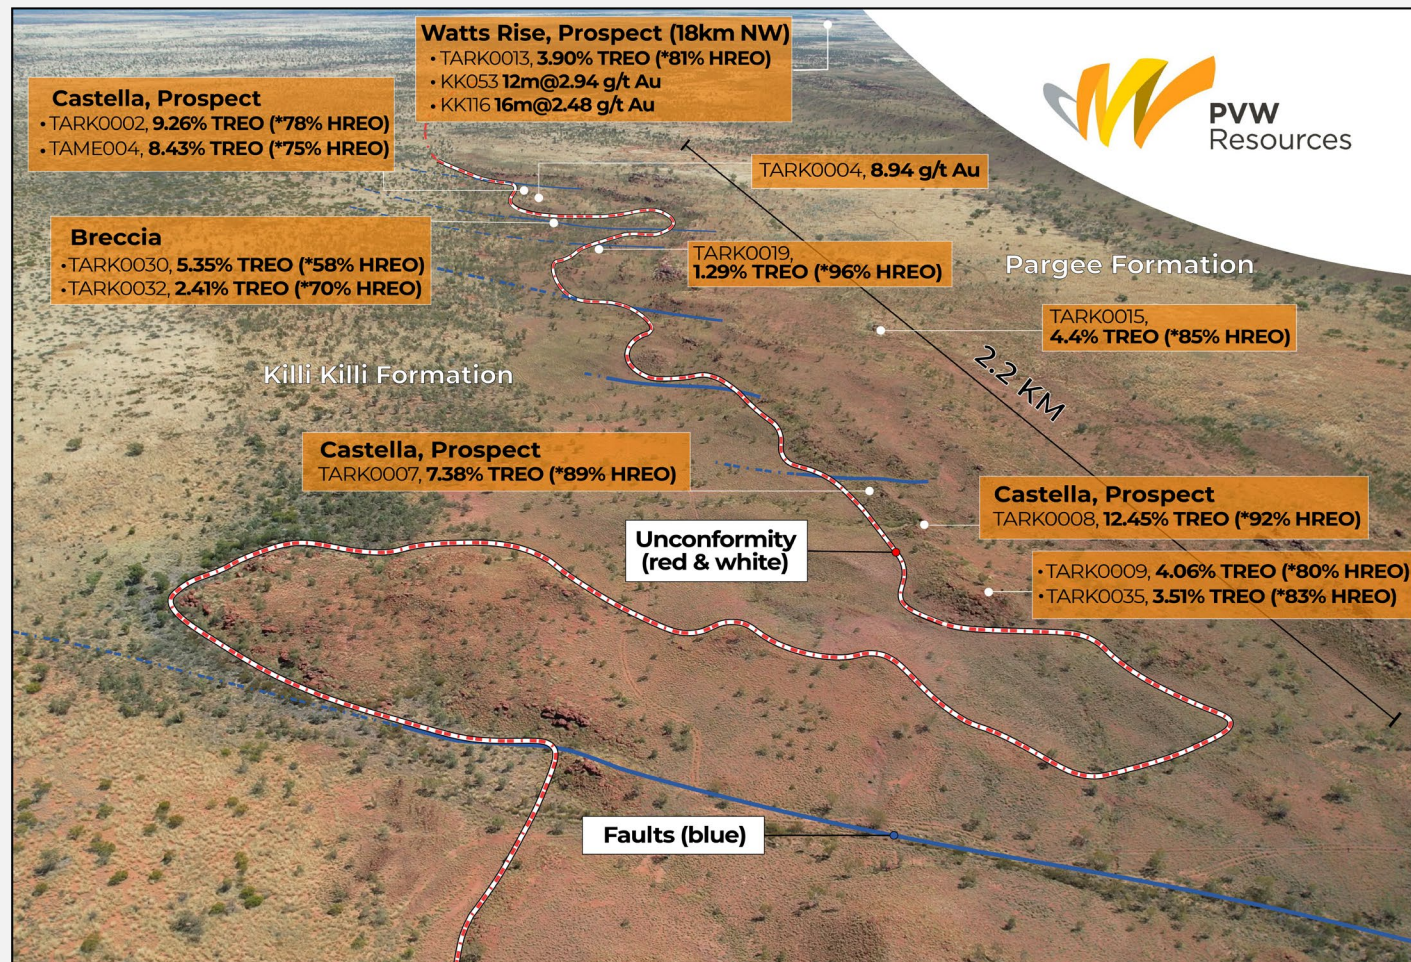 Watts Rise, Prospect (18km NW)
• TARK0013, 3.90% TREO (*81% HREO)
• KK053 12m@2.94 g/t Au
• KK116 16m@2.48 g/t Au
PVW
Resources
Castella, Prospect
• TARK0002, 9.26% TREO (*78% HREO)
• TAME004, 8.43% TREO (*75% HREO)
TARK0004, 8.94 g/t Au
Breccia
• TARK0030, 5.35% TREO (*58% HREO)
• TARK0032, 2.41% TREO (*70% HREO)
TARK0019,
1.29% TREO (*96% HREO)
Pargee Formation
TARK0015,
4.4% TREO (*85% HREO)
2.2 KM
Killi Killi Formation
Castella, Prospect
TARK0007, 7.38% TREO (*89% HREO)
Castella, Prospect
TARK0008, 12.45% TREO (*92% HREO)
Unconformity
(red & white)
• TARK0009, 4.06% TREO (*80% HREO)
• TARK0035, 3.51% TREO (*83% HREO)
Faults (blue)